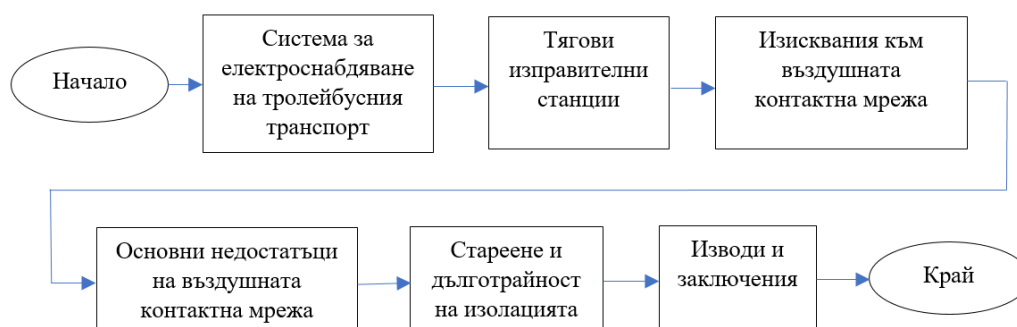 Начало
Система за
електроснабдяване
на тролейбусния
транспорт
Тягови
изправителни
станции
Изисквания към
въздушната
контактна мрежа
Основни недостатъци
на въздушната
контактна мрежа
Стареене и
дълготрайност
на изолацията
Изводи и
заключения
Край